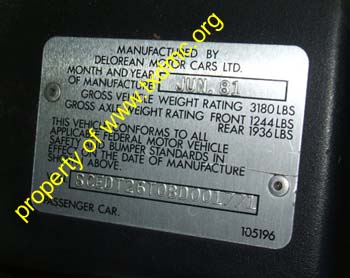 MANUFACTURED BY
DELOREAN MOTOR CARS LTD.
MONTH AND YEAR
OF MANUFACTURE JUN. 81
GROSS VEHICLE WEIGHT RATING 3180 LBS
GROSS AXLE WEIGHT RATING FRONT 1244 LBS
REAR 1936 LBS
THIS VEHICLE CONFORMS TO ALL
APPLICABLE FEDERAL MOTOR VEHICLE
SAFETY AND BUMPER STANDARDS IN
EFFECT ON THE DATE OF MANUFACTURE
SHOWN ABOVE.
PASSENGER CAR.
105196
property of www.
.org